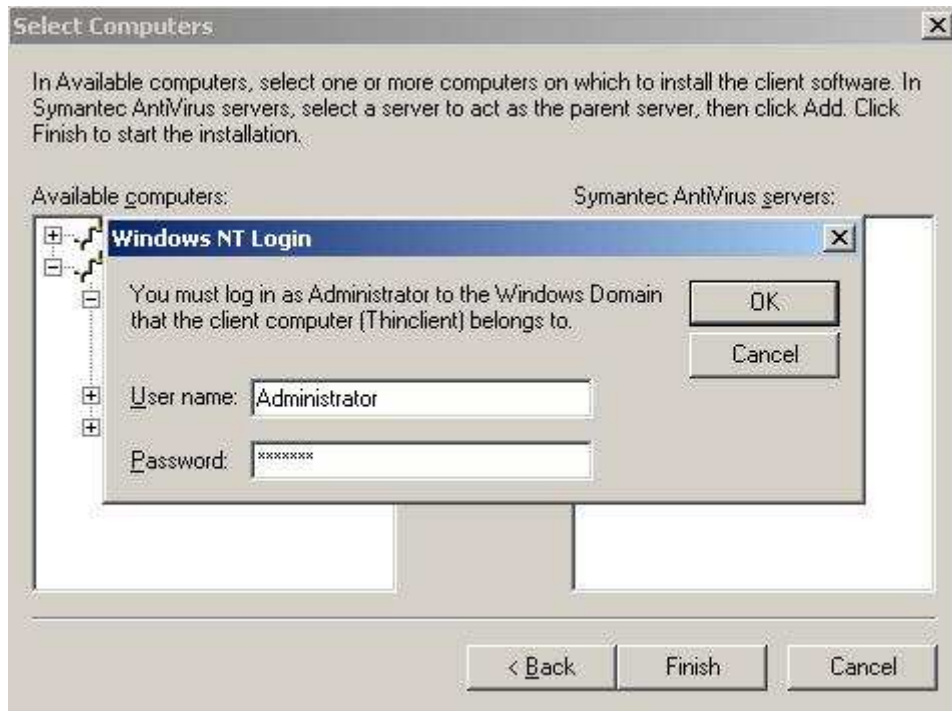 Select Computers
In Available computers, select one or more computers on which to install the client software. In
Symantec AntiVirus servers, select a server to act as the parent server, then click Add. Click
Finish to start the installation.
Available computers:
Symantec AntiVirus servers:
Windows NT Login
You must log in as Administrator to the Windows Domain
that the client computer (Thinclient) belongs to.
OK
Cancel
User name: Administrator
Password: *******
< Back
Finish
Cancel